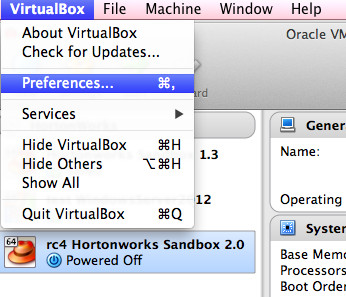 VirtualBox File Machine Window Help
About VirtualBox
Check for Updates...
Preferences... ⌘,
Services ▶
Hide VirtualBox ⌘H
Hide Others ⌥⌘H
Show All
Quit VirtualBox ⌘Q
Oracle VM
ard
1.3
12
64
rc4 Hortonworks Sandbox 2.0
Powered Off
Gener
Name:
Operating
System
Base Memo
Processors
Boot Order